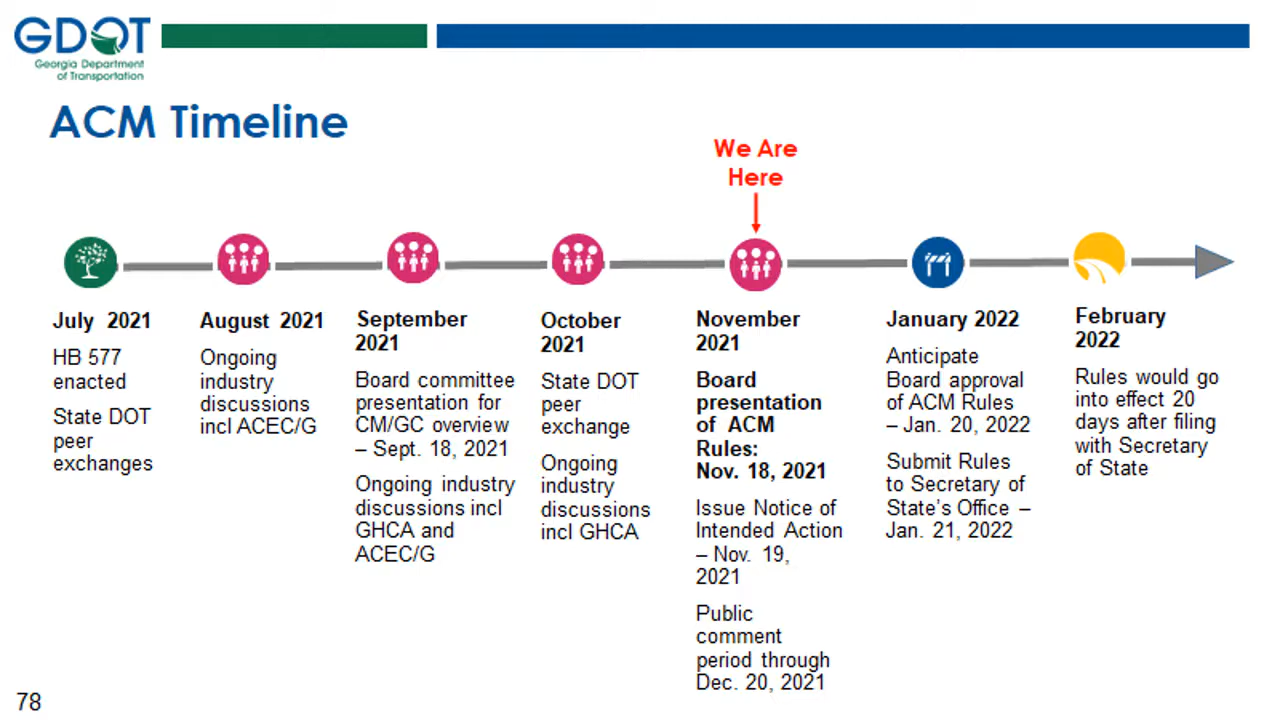 GDOT
Georgia Department
of Transportation
ACM Timeline
We Are
Here
July 2021
HB 577
enacted
State DOT
peer
exchanges
August 2021
Ongoing
industry
discussions
incl ACEC/G
September
2021
Board committee
presentation for
CM/GC overview
– Sept. 18, 2021
Ongoing industry
discussions incl
GHCA and
ACEC/G
October
2021
State DOT
peer
exchange
Ongoing
industry
discussions
incl GHCA
November
2021
Board
presentation
of ACM
Rules:
Nov. 18, 2021
Issue Notice of
Intended Action
– Nov. 19,
2021
Public
comment
period through
Dec. 20, 2021
January 2022
Anticipate
Board approval
of ACM Rules
– Jan. 20, 2022
Submit Rules
to Secretary of
State’s Office –
Jan. 21, 2022
February
2022
Rules would go
into effect 20
days after filing
with Secretary
of State
78